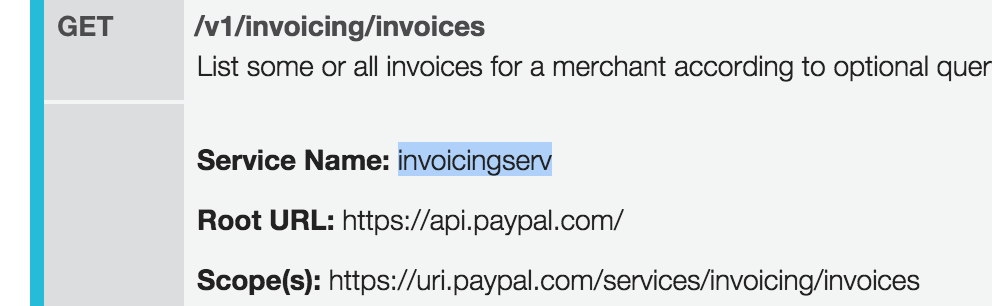 GET /v1/invoicing/invoices
List some or all invoices for a merchant according to optional quer
Service Name: invoicingserv
Root URL: https://api.paypal.com/
Scope(s): https://uri.paypal.com/services/invoicing/invoices